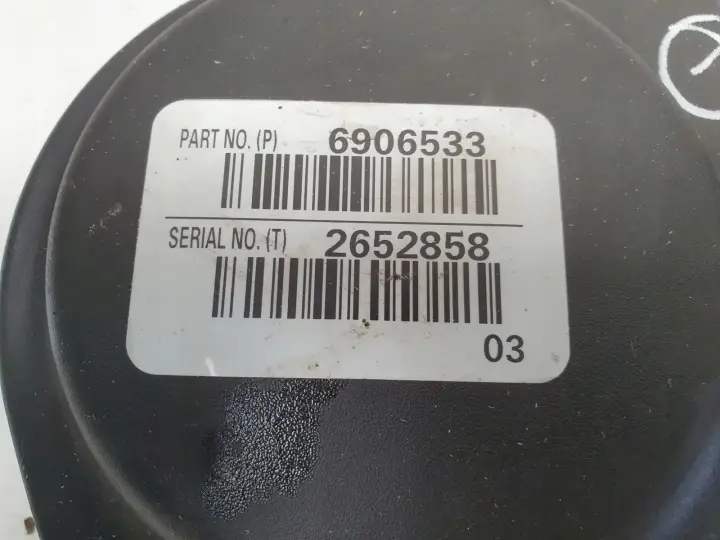 PART NO. (P) 6906533
SERIAL NO. (T) 2652858
03